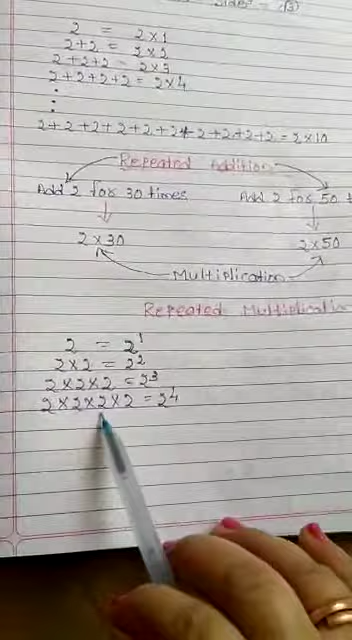 2 = 2×1
2+2 = 2×2
2+2+2 = 2×3
2+2+2+2 = 2×4
:
:
2+2+2+2+2+2+2+2+2+2 = 2×10
Repeated Addition
Add 2 for 30 times Add 2 for 50 t
2×30 2×50
Multiplication
Repeated Multiplication
2 = 2¹
2×2 = 2²
2×2×2 = 2³
2×2×2×2 = 2⁴